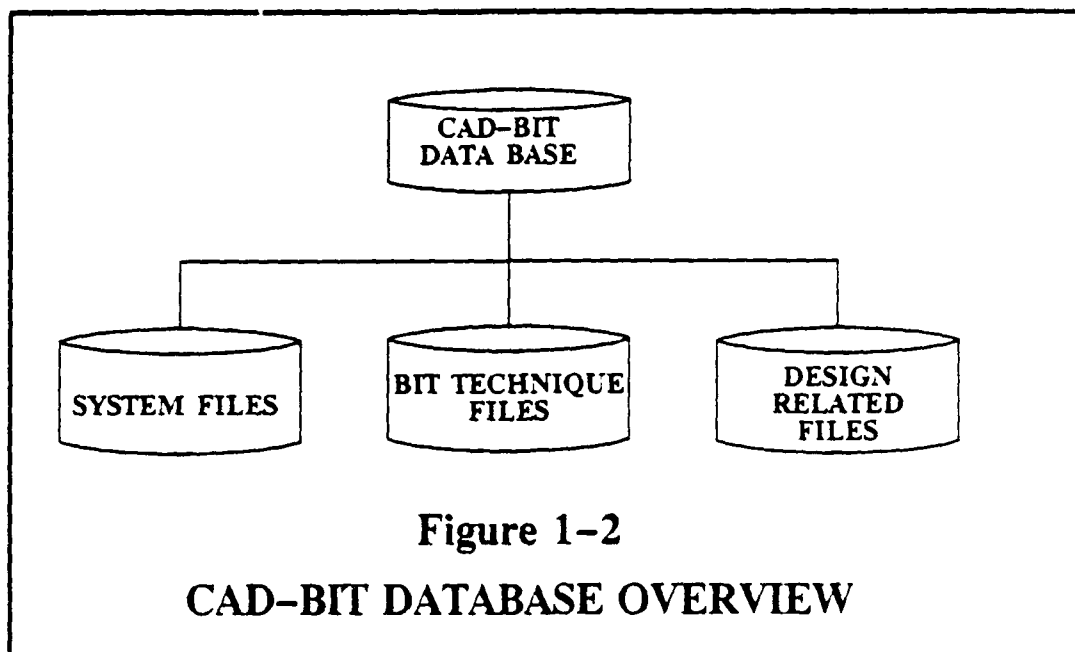 CAD-BIT
DATA BASE
SYSTEM FILES
BIT TECHNIQUE
FILES
DESIGN
RELATED
FILES
Figure 1-2
CAD-BIT DATABASE OVERVIEW